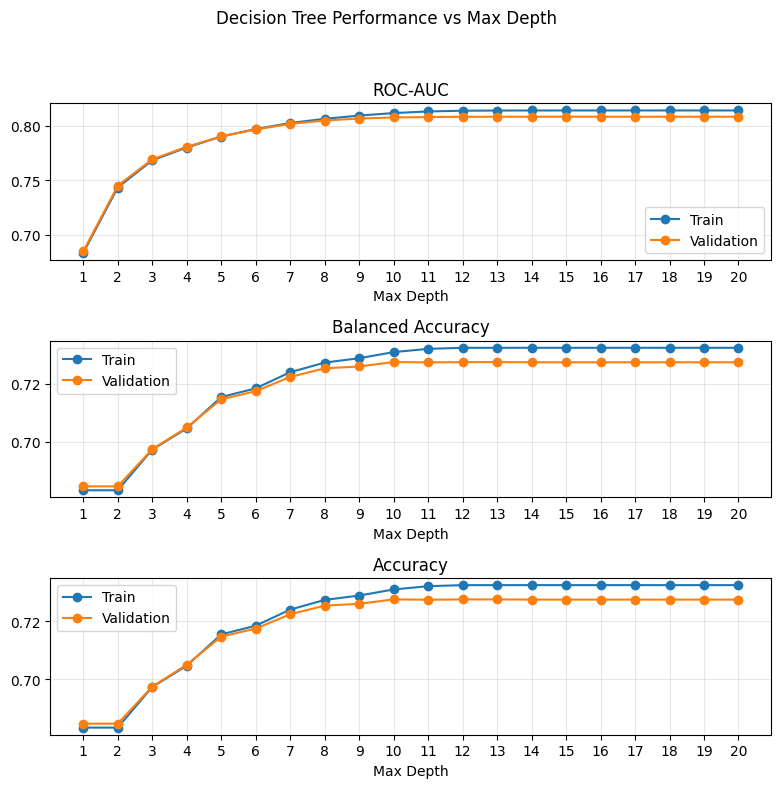 Decision Tree Performance vs Max Depth
ROC-AUC
0.80
0.75
0.70
Train
Validation
1 2 3 4 5 6 7 8 9 10 11 12 13 14 15 16 17 18 19 20
Max Depth
Balanced Accuracy
Train
Validation
0.72
0.70
1 2 3 4 5 6 7 8 9 10 11 12 13 14 15 16 17 18 19 20
Max Depth
Accuracy
Train
Validation
0.72
0.70
1 2 3 4 5 6 7 8 9 10 11 12 13 14 15 16 17 18 19 20
Max Depth